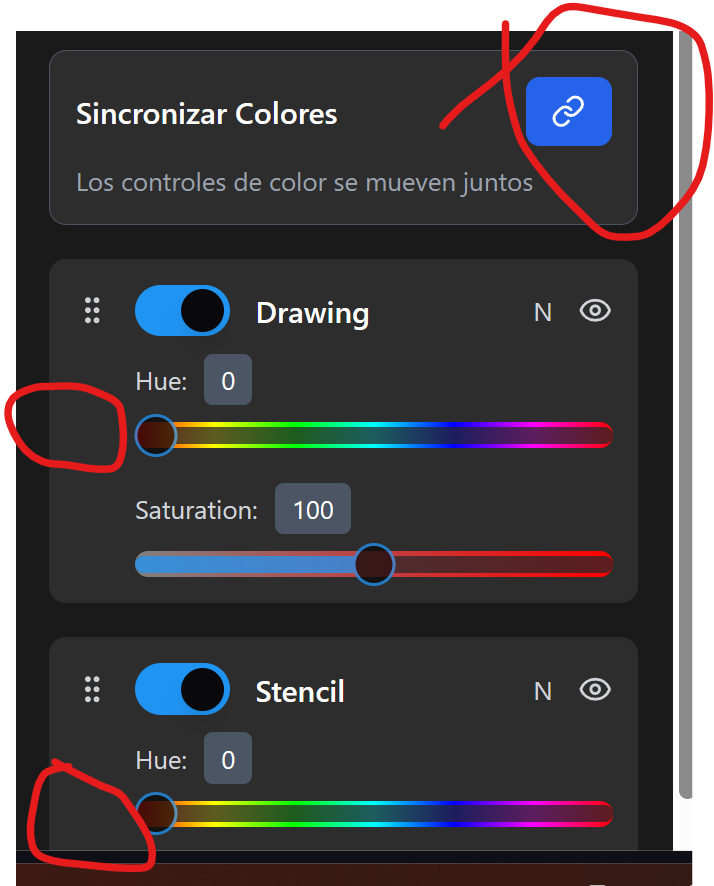 Sincronizar Colores
Los controles de color se mueven juntos
Drawing N
Hue: 0
Saturation: 100
Stencil N
Hue: 0